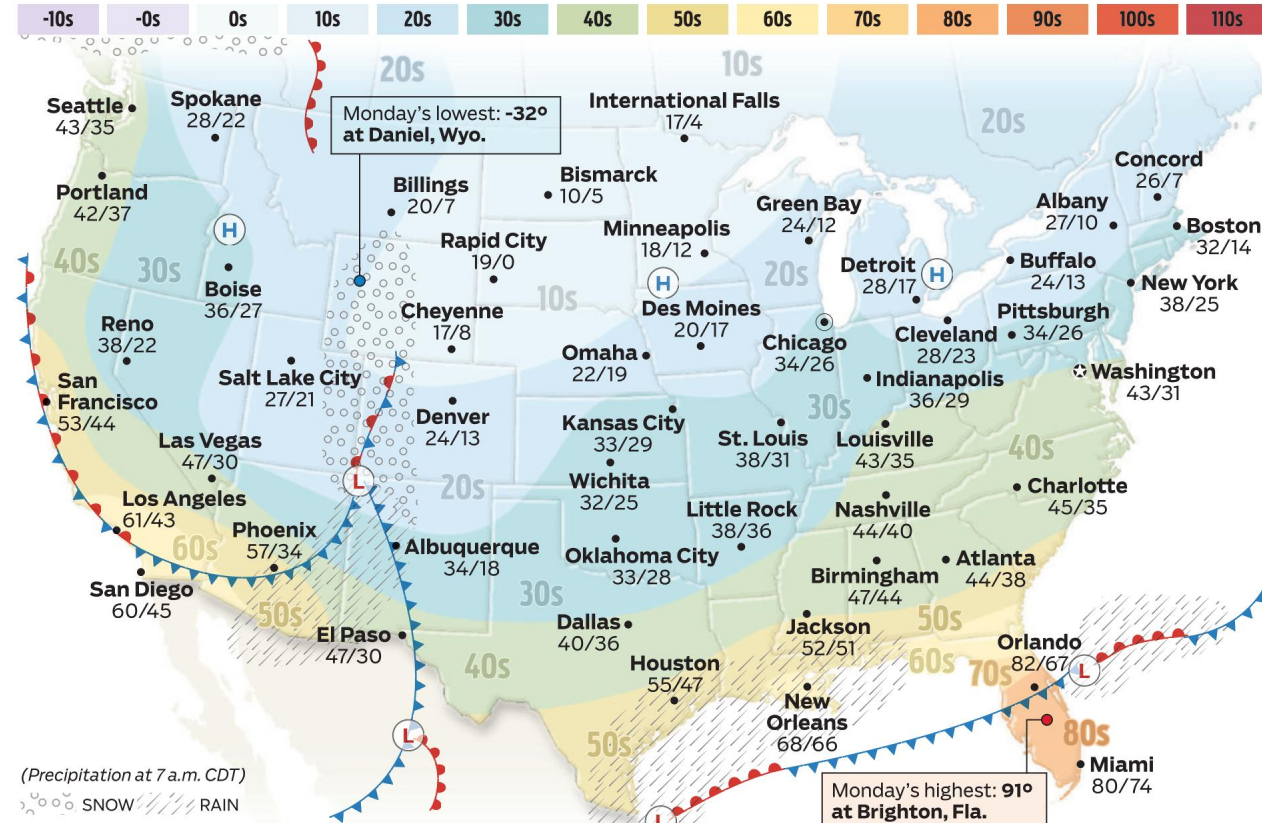 -10s -0s 0s 10s 20s 30s 40s 50s 60s 70s 80s 90s 100s 110s
20s
10s
20s
Seattle
43/35
Spokane
28/22
Monday's lowest: -32º
at Daniel, Wyo.
International Falls
17/4
Portland
42/37
Billings
20/7
Bismarck
10/5
Concord
26/7
Green Bay
24/12
Albany
27/10
Boston
32/14
H
Rapid City
19/0
Minneapolis
18/12
40s
30s
Boise
36/27
10s
H
20s
Detroit
28/17
H
Buffalo
24/13
New York
38/25
Reno
38/22
Cheyenne
17/8
Des Moines
20/17
Chicago
34/26
Cleveland
28/23
Pittsburgh
34/26
Salt Lake City
27/21
Omaha
22/19
Indianapolis
36/29
Washington
43/31
San
Francisco
53/44
Denver
24/13
Kansas City
33/29
30s
Las Vegas
47/30
St. Louis
38/31
Louisville
43/35
40s
L
20s
Wichita
32/25
Los Angeles
61/43
Little Rock
38/36
Nashville
44/40
Charlotte
45/35
Phoenix
57/34
60s
Albuquerque
34/18
Oklahoma City
33/28
Birmingham
47/44
Atlanta
44/38
San Diego
60/45
50s
30s
El Paso
47/30
Dallas
40/36
Jackson
52/51
50s
40s
Houston
55/47
60s
70s
Orlando
82/67
L
New
Orleans
68/66
L
50s
80s
Miami
80/74
Monday's highest: 91º
at Brighton, Fla.
L
(Precipitation at 7 a.m. CDT)
SNOW RAIN